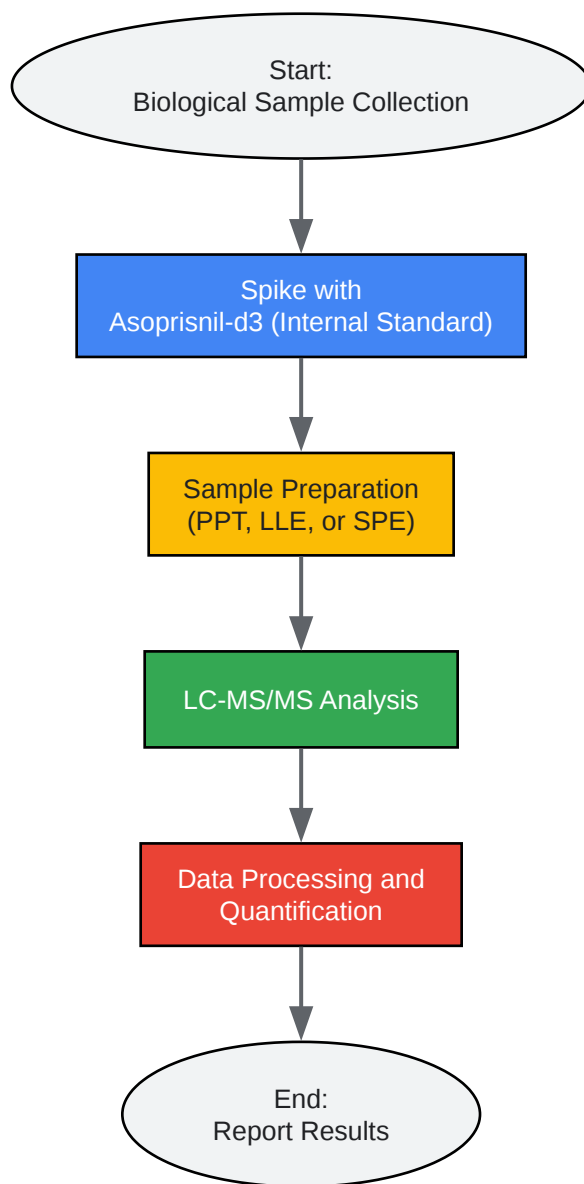 Start:
Biological Sample Collection
Spike with
Asoprisnil-d3 (Internal Standard)
Sample Preparation
(PPT, LLE, or SPE)
LC-MS/MS Analysis
Data Processing and
Quantification
End:
Report Results